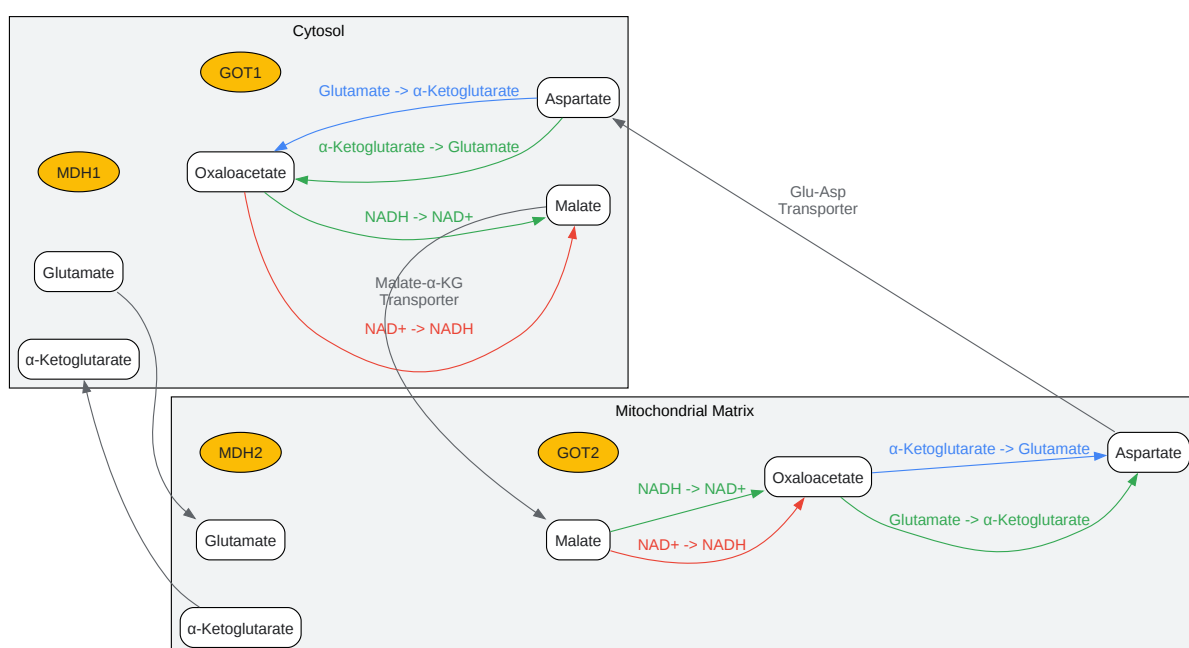 Cytosol
GOT1
Glutamate -> α-Ketoglutarate
Aspartate
α-Ketoglutarate -> Glutamate
MDH1
Oxaloacetate
Malate
NADH -> NAD+
Glu-Asp
Transporter
Glutamate
Malate-α-KG
Transporter
NAD+ -> NADH
α-Ketoglutarate
Mitochondrial Matrix
MDH2
GOT2
α-Ketoglutarate -> Glutamate
Aspartate
Oxaloacetate
NADH -> NAD+
Glutamate -> α-Ketoglutarate
Glutamate
Malate
NAD+ -> NADH
α-Ketoglutarate